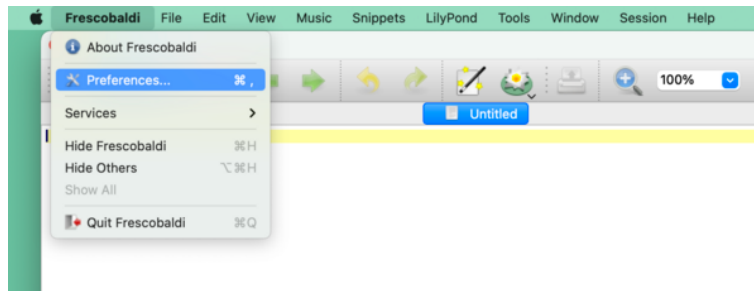 Frescobaldi File Edit View Music Snippets LilyPond Tools Window Session Help
About Frescobaldi
Preferences... ⌘ ,
100%
Services >
Untitled
Hide Frescobaldi ⌘H
Hide Others ⌥⌘H
Show All
Quit Frescobaldi ⌘Q